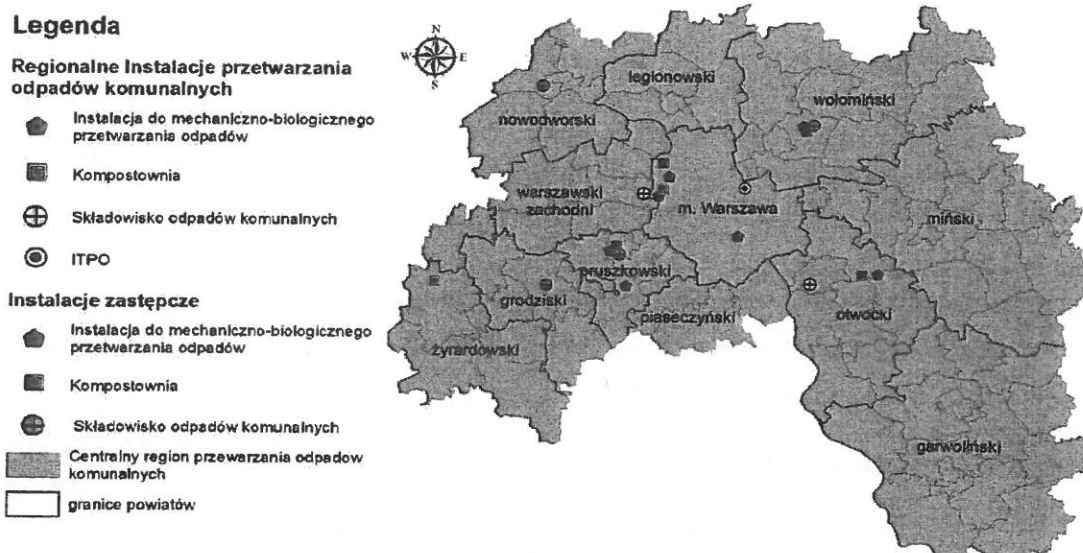 Legenda
Regionalne Instalacje przetwarzania
odpadów komunalnych
Instalacja do mechaniczno-biologicznego
przetwarzania odpadów
Kompostownia
Składowisko odpadów komunalnych
ITPO
Instalacje zastępcze
Instalacja do mechaniczno-biologicznego
przetwarzania odpadów
Kompostownia
Składowisko odpadów komunalnych
Centralny region przewarzania odpadow
komunalnych
granice powiatów
N
W
E
S
legionowski
wołomiński
nowodworski
warszawski
zachodni
m. Warszawa
miński
pruszkowski
grodziski
piaseczyński
otwocki
żyrardowski
garwoliński